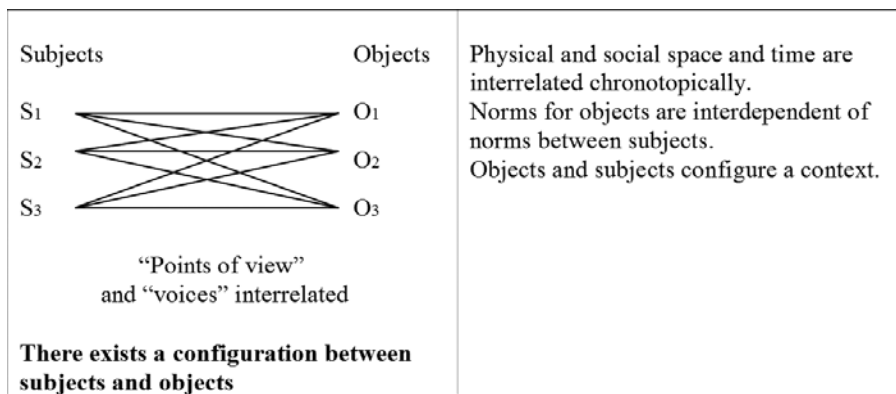 Subjects Objects
S1 O1
S2 O2
S3 O3
“Points of view”
and “voices” interrelated
There exists a configuration between
subjects and objects
Physical and social space and time are
interrelated chronotopically.
Norms for objects are interdependent of
norms between subjects.
Objects and subjects configure a context.